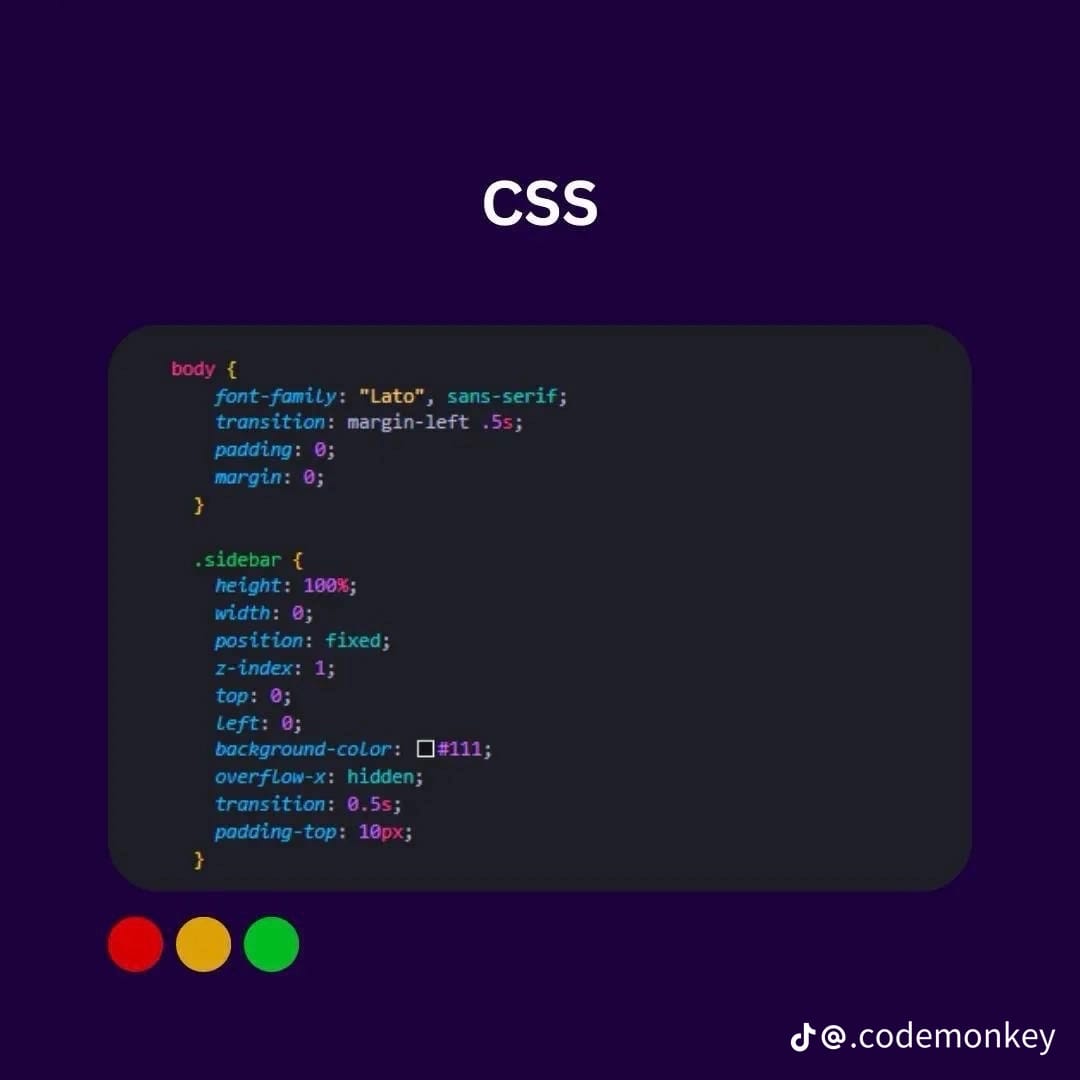 CSS
body {
font-family: "Lato", sans-serif;
transition: margin-left .5s;
padding: 0;
margin: 0;
}
.sidebar {
height: 100%;
width: 0;
position: fixed;
z-index: 1;
top: 0;
left: 0;
background-color: #111;
overflow-x: hidden;
transition: 0.5s;
padding-top: 10px;
}
@.codemonkey